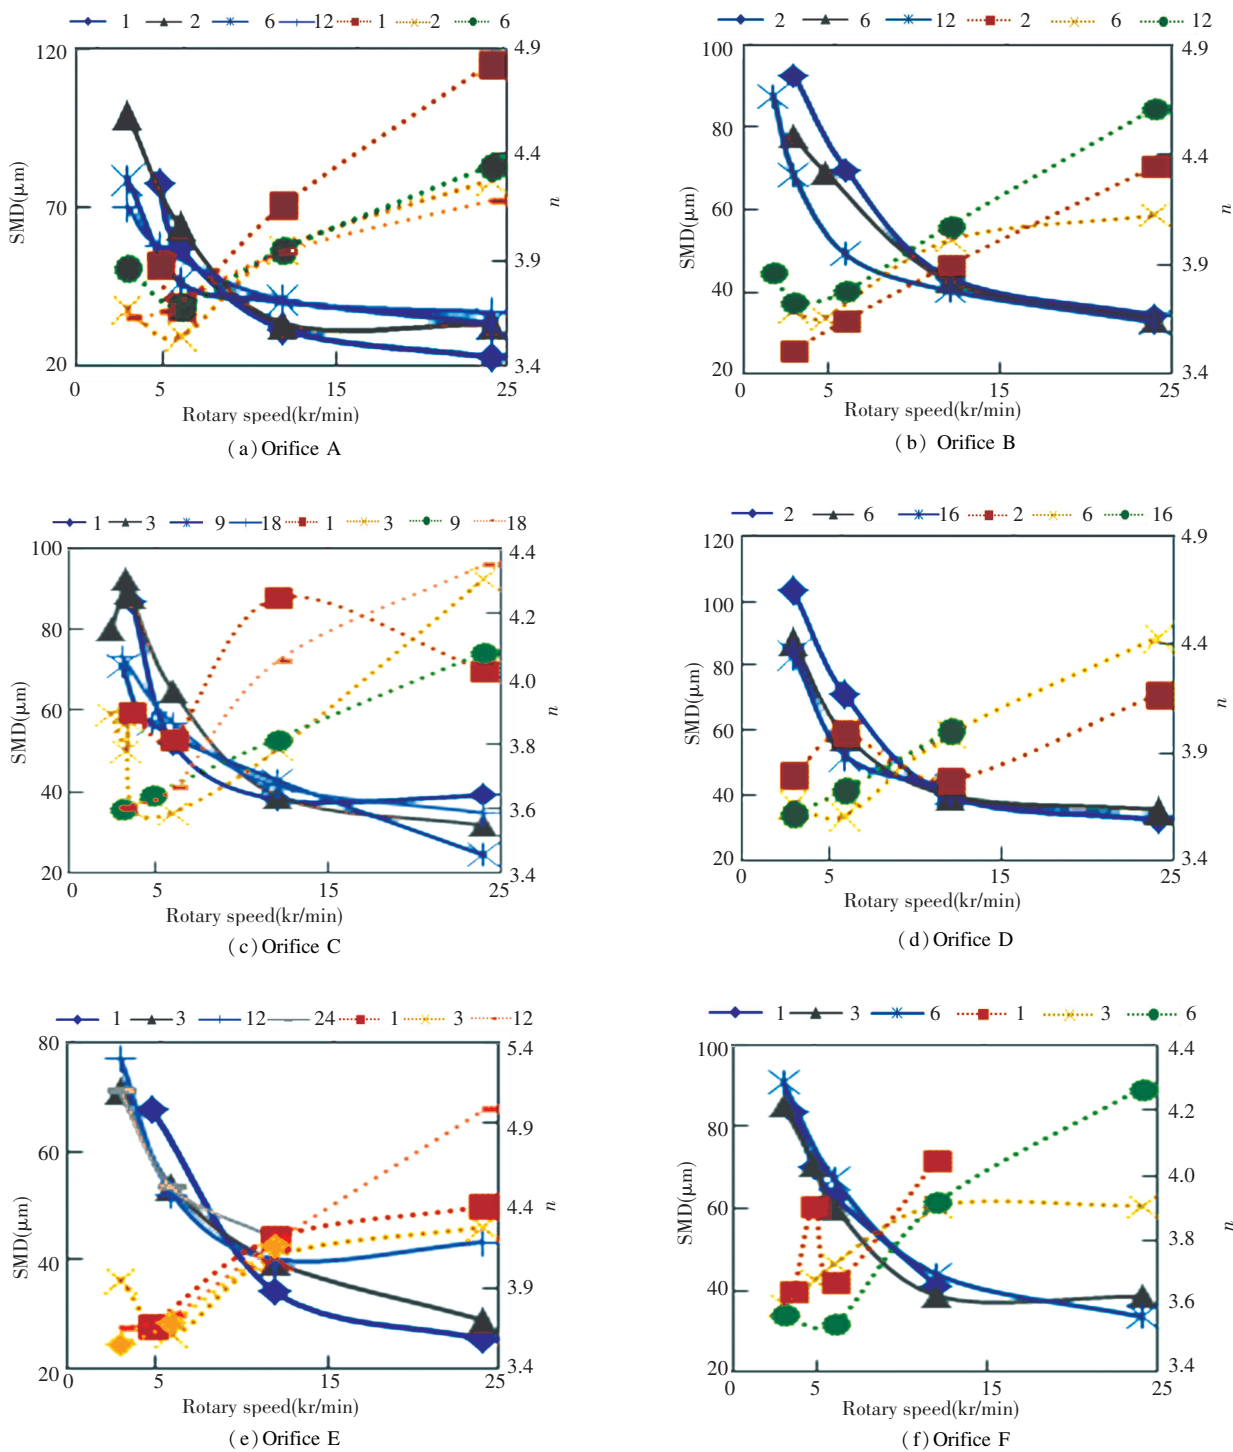 1 2 6 12 1 2 6
120
70
20
SMD(μm)
4.9
4.4
3.9
3.4
n
0 5 15 25
Rotary speed(kr/min)
(a)Orifice A
2 6 12 2 6 12
100
80
60
40
20
SMD(μm)
4.9
4.4
3.9
3.4
n
0 5 15 25
Rotary speed(kr/min)
(b) Orifice B
1 3 9 18 1 3 9 18
100
80
60
40
20
SMD(μm)
4.4
4.2
4.0
3.8
3.6
3.4
n
0 5 15 25
Rotary speed(kr/min)
(c)Orifice C
2 6 16 2 6 16
120
100
80
60
40
20
SMD(μm)
4.9
4.4
3.9
3.4
n
0 5 15 25
Rotary speed(kr/min)
(d)Orifice D
1 3 12 24 1 3 12
80
60
40
20
SMD(μm)
5.4
4.9
4.4
3.9
3.4
n
0 5 15 25
Rotary speed(kr/min)
(e)Orifice E
1 3 6 1 3 6
100
80
60
40
20
SMD(μm)
4.4
4.2
4.0
3.8
3.6
3.4
n
0 5 15 25
Rotary speed(kr/min)
(f)Orifice F